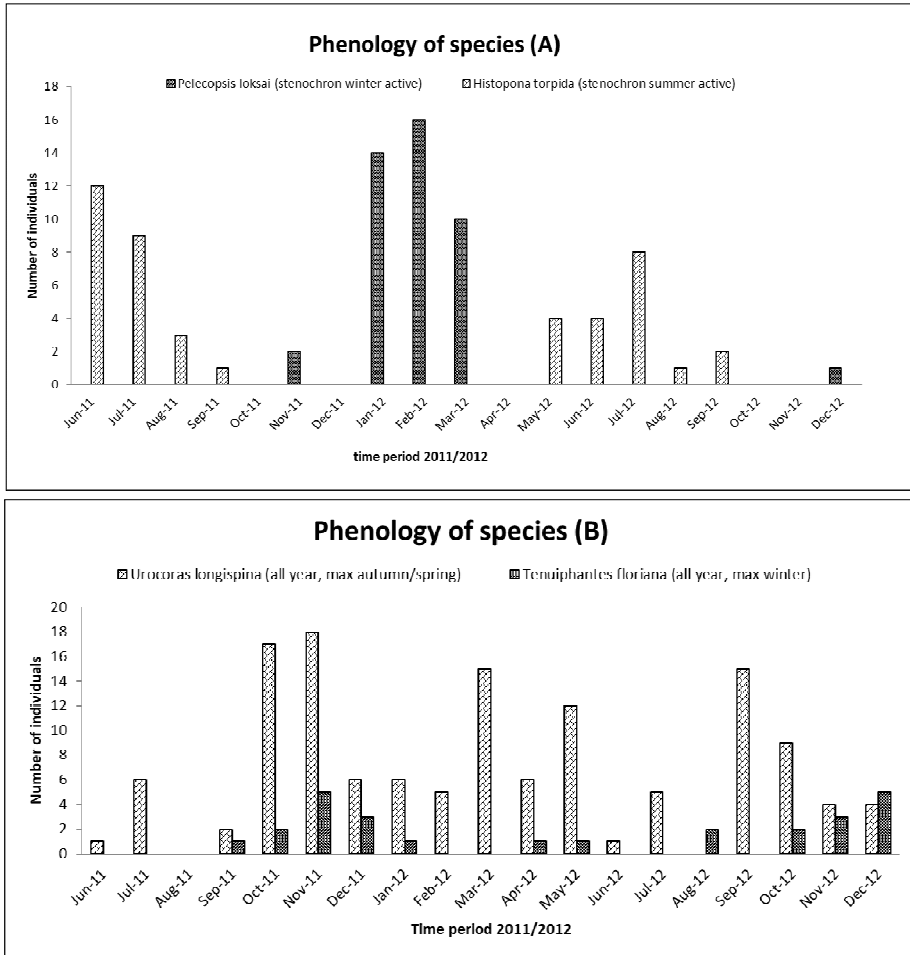 Phenology of species (A)
Pelecopsis loksai (stenochron winter active) Histopona torpida (stenochron summer active)
18
16
14
12
10
8
6
4
2
0
Number of individuals
Jun-11 Jul-11 Aug-11 Sep-11 Oct-11 Nov-11 Dec-11 Jan-12 Feb-12 Mar-12 Apr-12 May-12 Jun-12 Jul-12 Aug-12 Sep-12 Oct-12 Nov-12 Dec-12
time period 2011/2012
Phenology of species (B)
Urocoras longispina (all year, max autumn/spring) Tenuiphantes floriana (all year, max winter)
20
18
16
14
12
10
8
6
4
2
0
Number of individuals
Jun-11 Jul-11 Aug-11 Sep-11 Oct-11 Nov-11 Dec-11 Jan-12 Feb-12 Mar-12 Apr-12 May-12 Jun-12 Jul-12 Aug-12 Sep-12 Oct-12 Nov-12 Dec-12
Time period 2011/2012